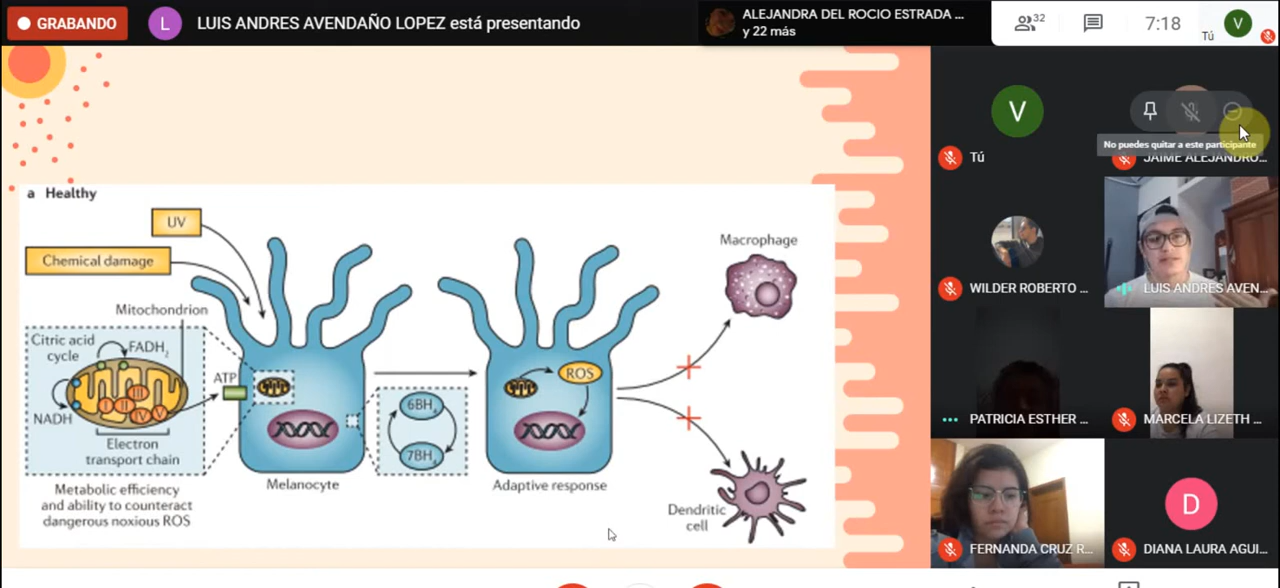 GRABANDO
L
LUIS ANDRES AVENDAÑO LOPEZ está presentando
ALEJANDRA DEL ROCIO ESTRADA ...
y 22 más
32
7:18
Tú
V
a Healthy
UV
Chemical damage
Mitochondrion
Citric acid
cycle
FADH2
NADH
I
II
III
IV
V
Electron
transport chain
Metabolic efficiency
and ability to counteract
dangerous noxious ROS
ATP
Melanocyte
6BH4
7BH4
ROS
Adaptive response
Macrophage
Dendritic
cell
V
Tú
No puedes quitar a este participante
JAIME ALEJANDRO...
WILDER ROBERTO ...
LUIS ANDRES AVEN...
PATRICIA ESTHER ...
MARCELA LIZETH ...
FERNANDA CRUZ R...
D
DIANA LAURA AGUI...